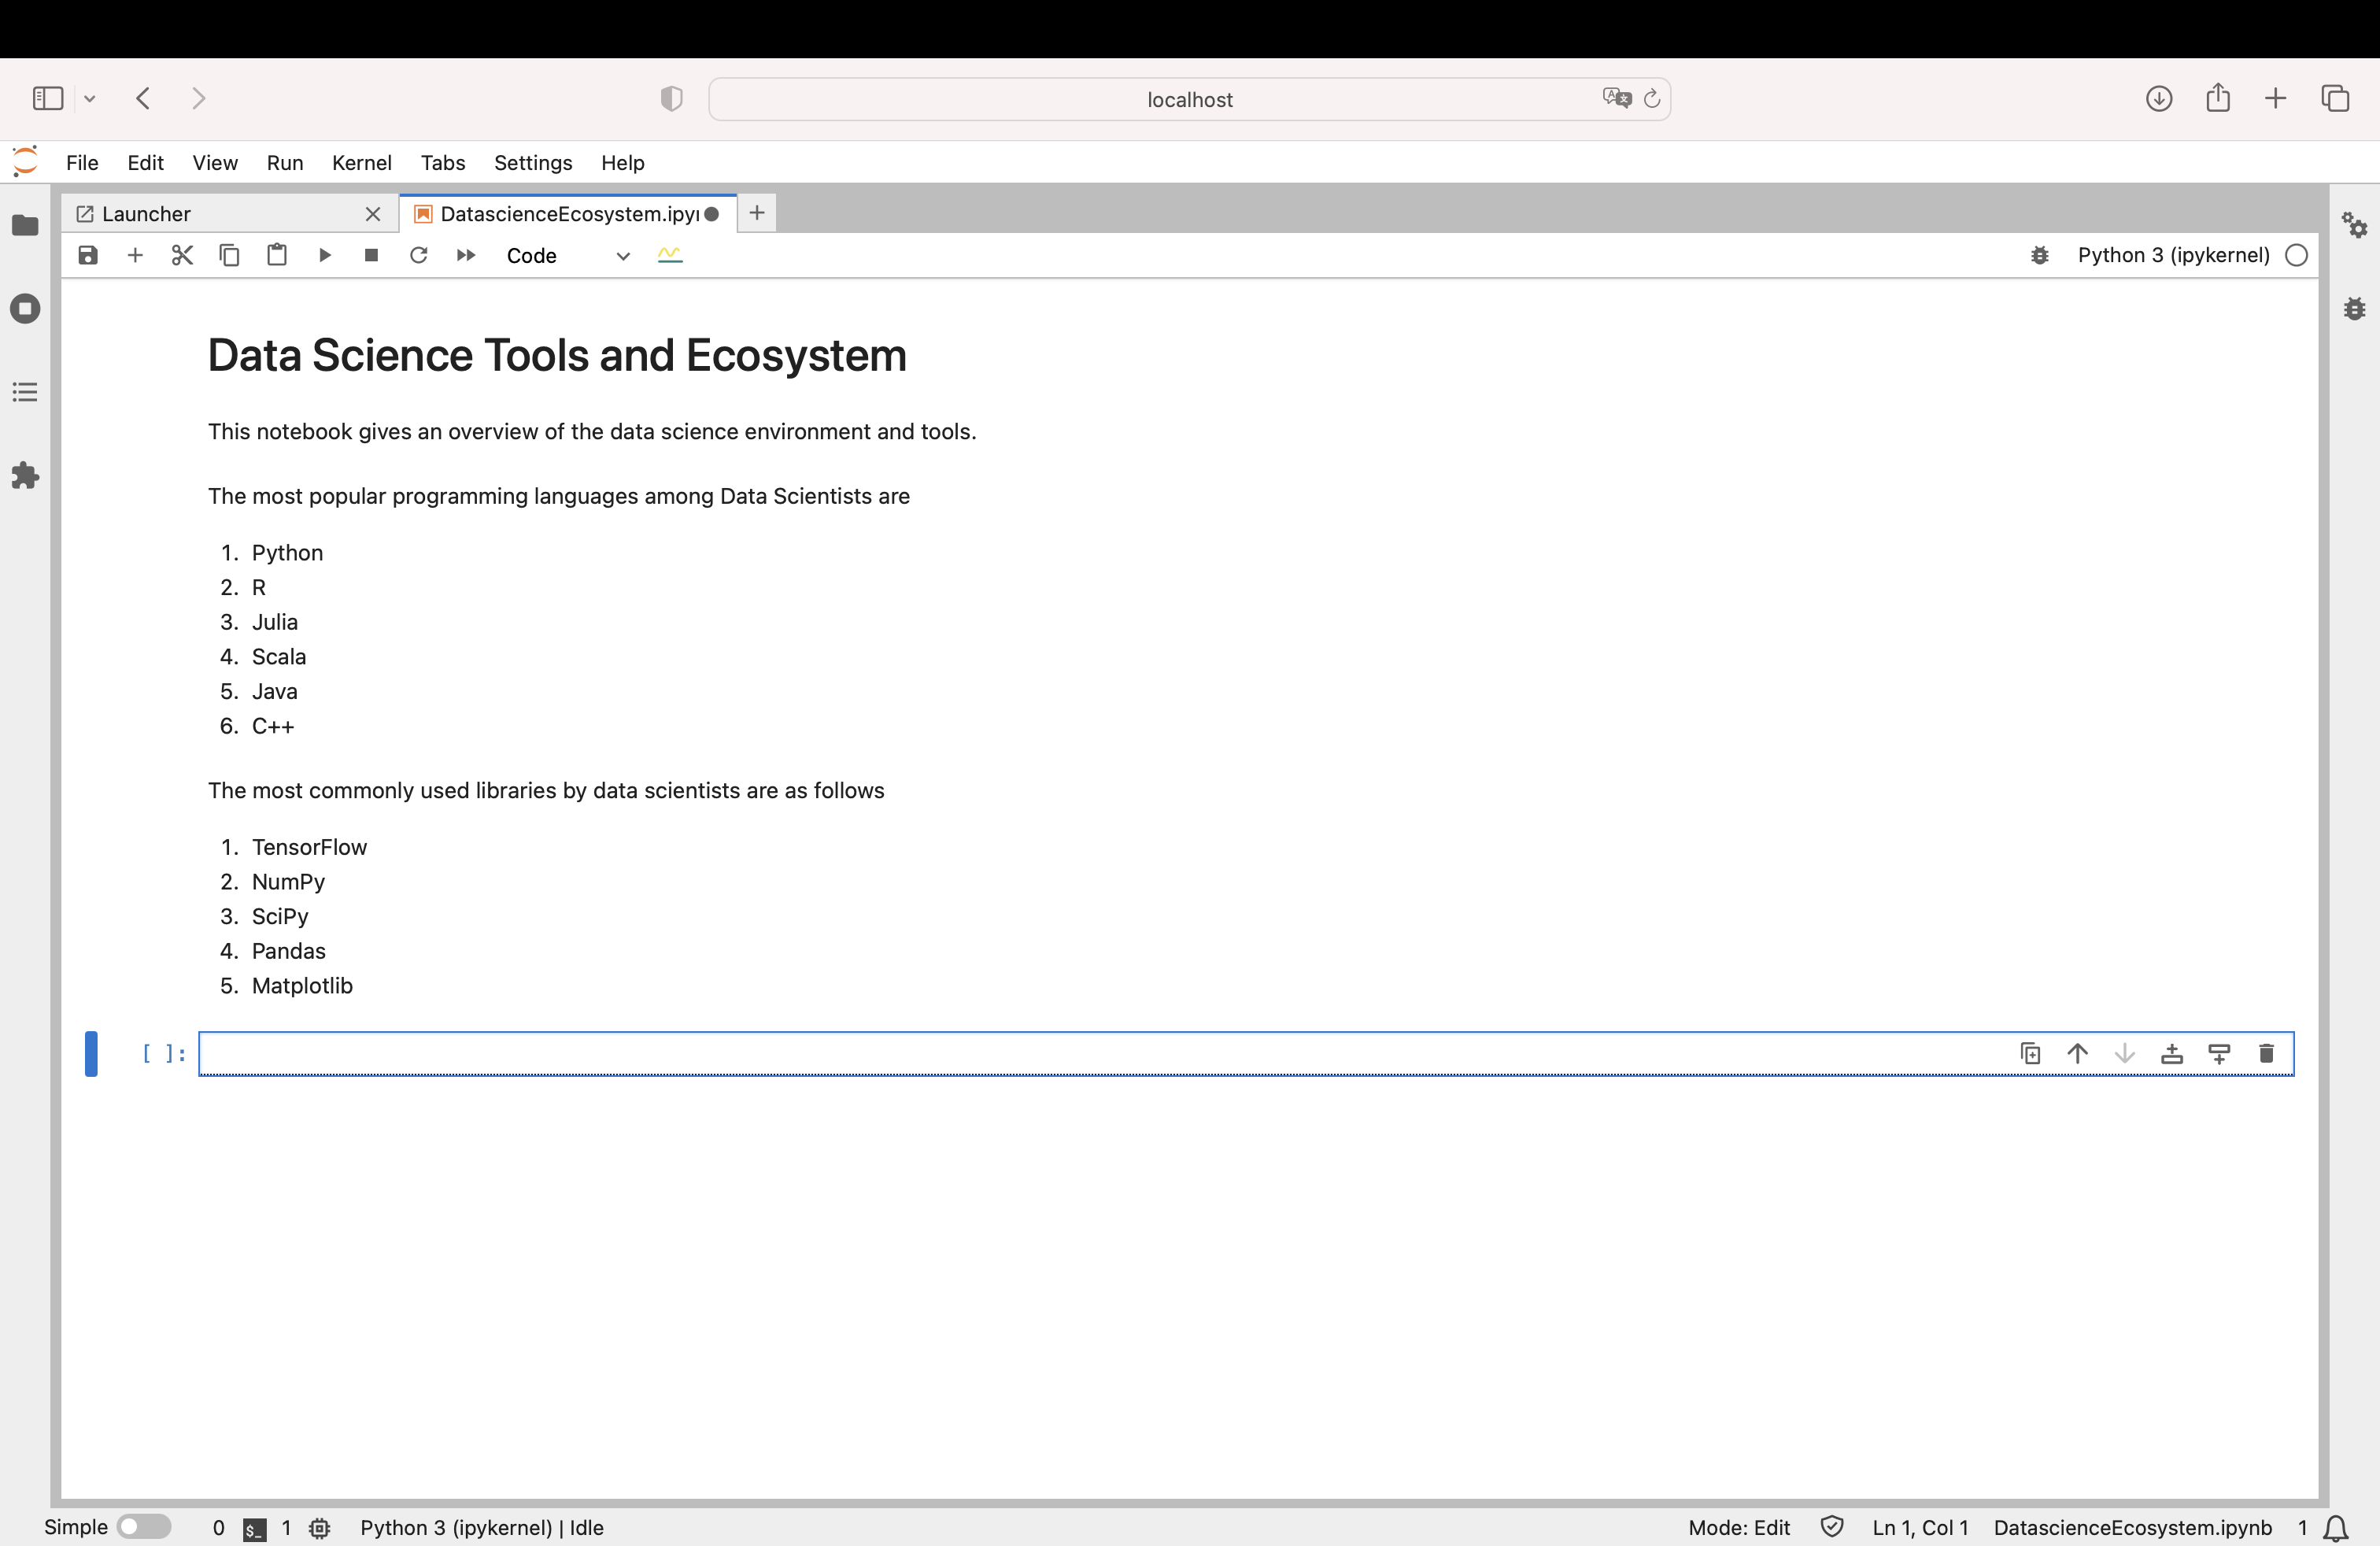 localhost
File Edit View Run Kernel Tabs Settings Help
Launcher DatascienceEcosystem.ipyn
Code Python 3 (ipykernel)
Data Science Tools and Ecosystem
This notebook gives an overview of the data science environment and tools.
The most popular programming languages among Data Scientists are
1. Python
2. R
3. Julia
4. Scala
5. Java
6. C++
The most commonly used libraries by data scientists are as follows
1. TensorFlow
2. NumPy
3. SciPy
4. Pandas
5. Matplotlib
[ ]:
Simple 0 $_ 1 Python 3 (ipykernel) | Idle Mode: Edit Ln 1, Col 1 DatascienceEcosystem.ipynb 1